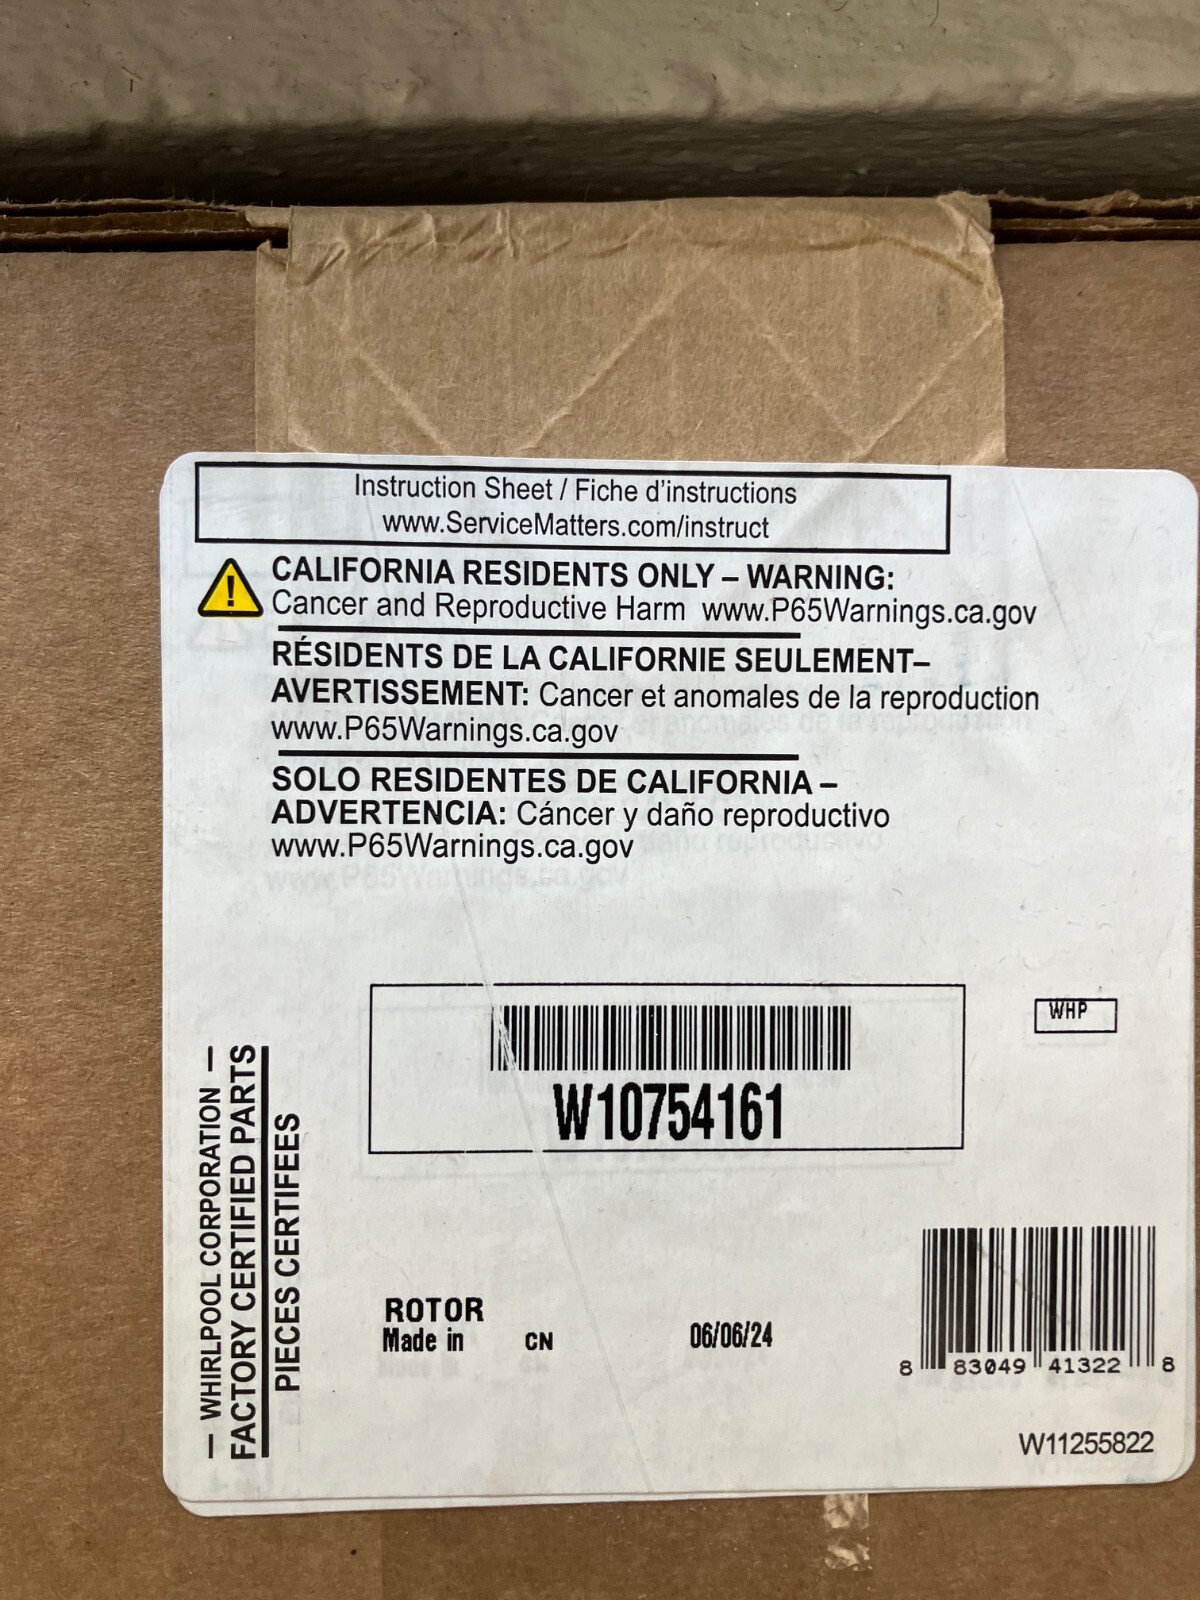 Instruction Sheet / Fiche d'instructions
www.ServiceMatters.com/instruct
CALIFORNIA RESIDENTS ONLY – WARNING:
Cancer and Reproductive Harm www.P65Warnings.ca.gov
RÉSIDENTS DE LA CALIFORNIE SEULEMENT–
AVERTISSEMENT: Cancer et anomales de la reproduction
www.P65Warnings.ca.gov
SOLO RESIDENTES DE CALIFORNIA –
ADVERTENCIA: Cáncer y daño reproductivo
www.P65Warnings.ca.gov
WHP
W10754161
— WHIRLPOOL CORPORATION —
FACTORY CERTIFIED PARTS
PIECES CERTIFEES
ROTOR
Made in CN 06/06/24
8 83049 41322 8
W11255822